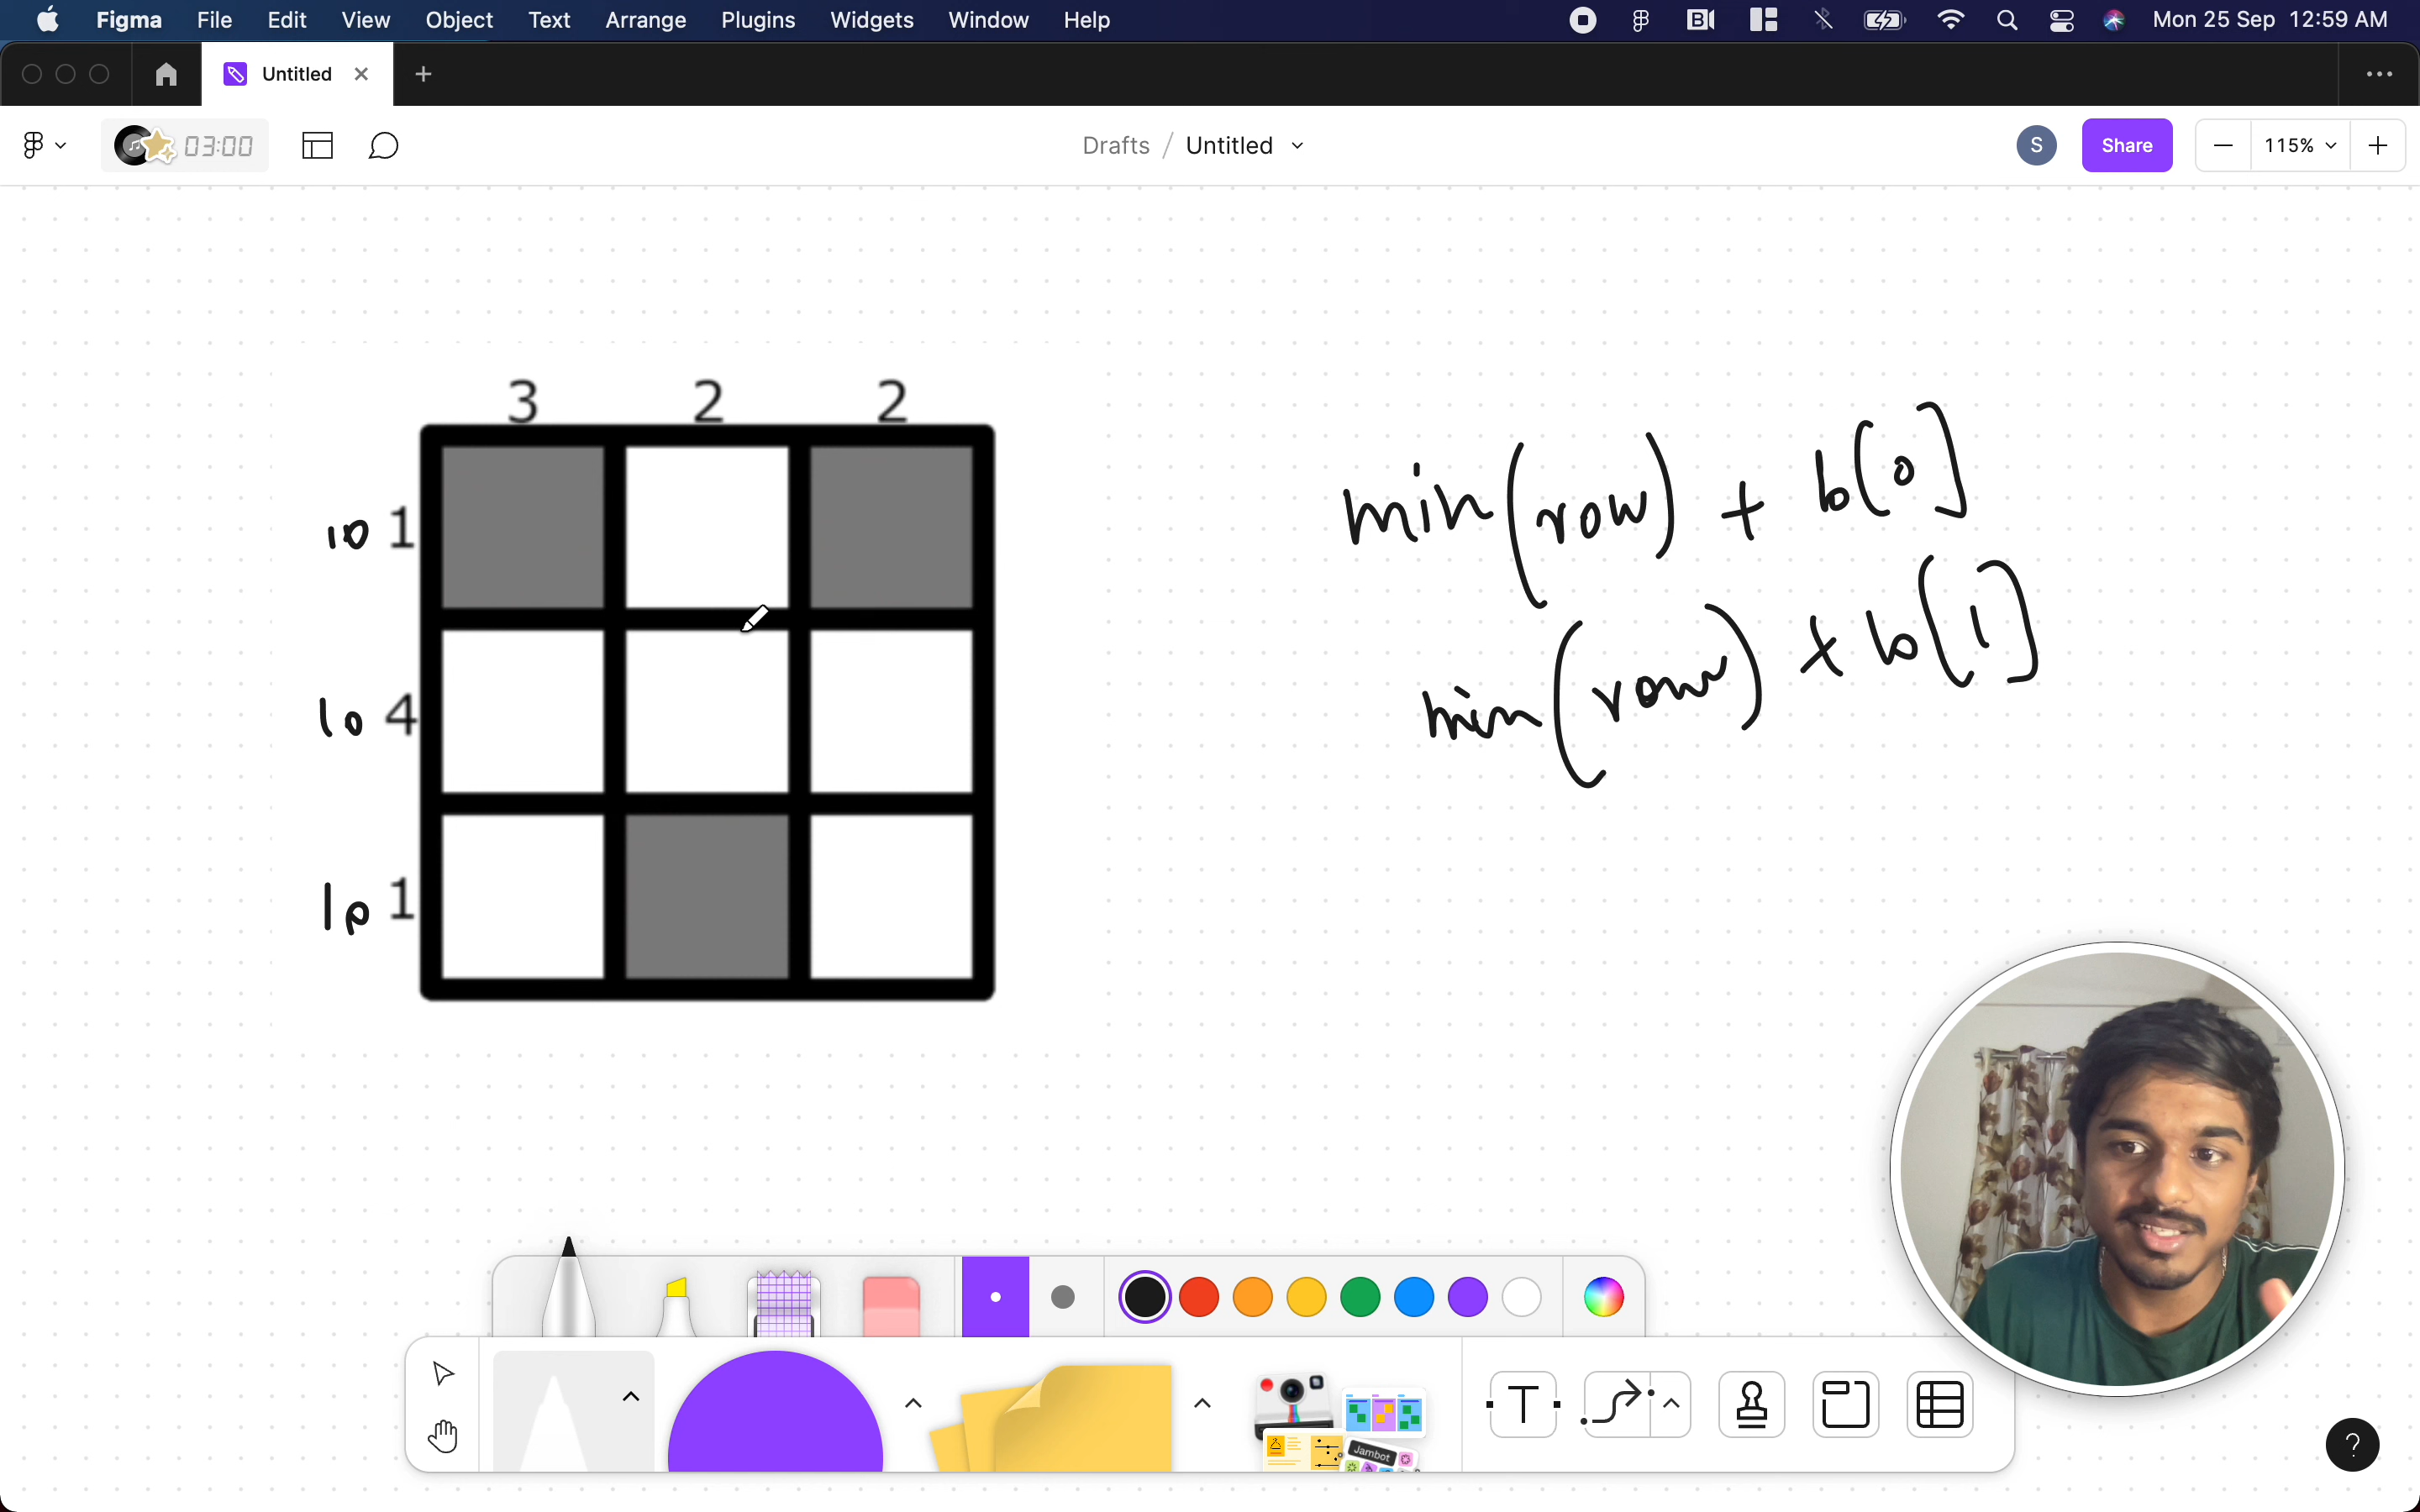 Figma File Edit View Object Text Arrange Plugins Widgets Window Help Mon 25 Sep 12:59 AM
Untitled
03:00 Drafts / Untitled S Share 115%
3 2 2
10 1
10 4
10 1
min(row) + b[0]
min(row) + b[1]
Jambot
T
?